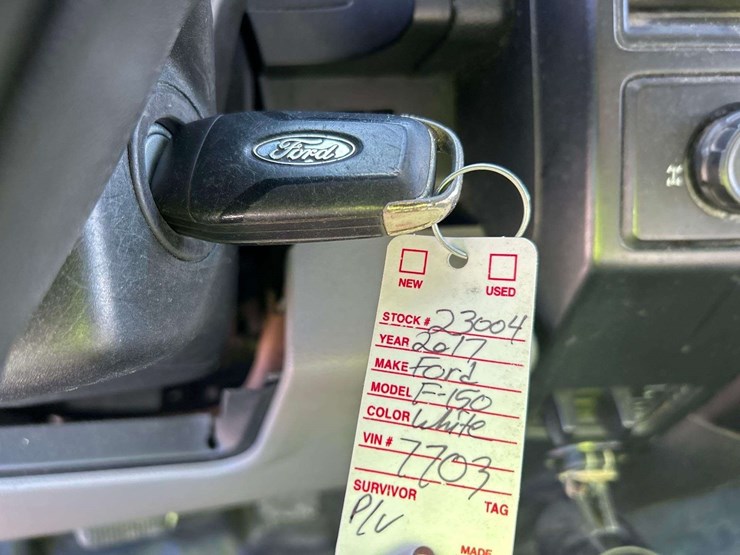 Ford
NEW USED
STOCK # 23004
YEAR 2017
MAKE Ford
MODEL F-150
COLOR White
VIN # 7703
SURVIVOR TAG
P/V
MADE